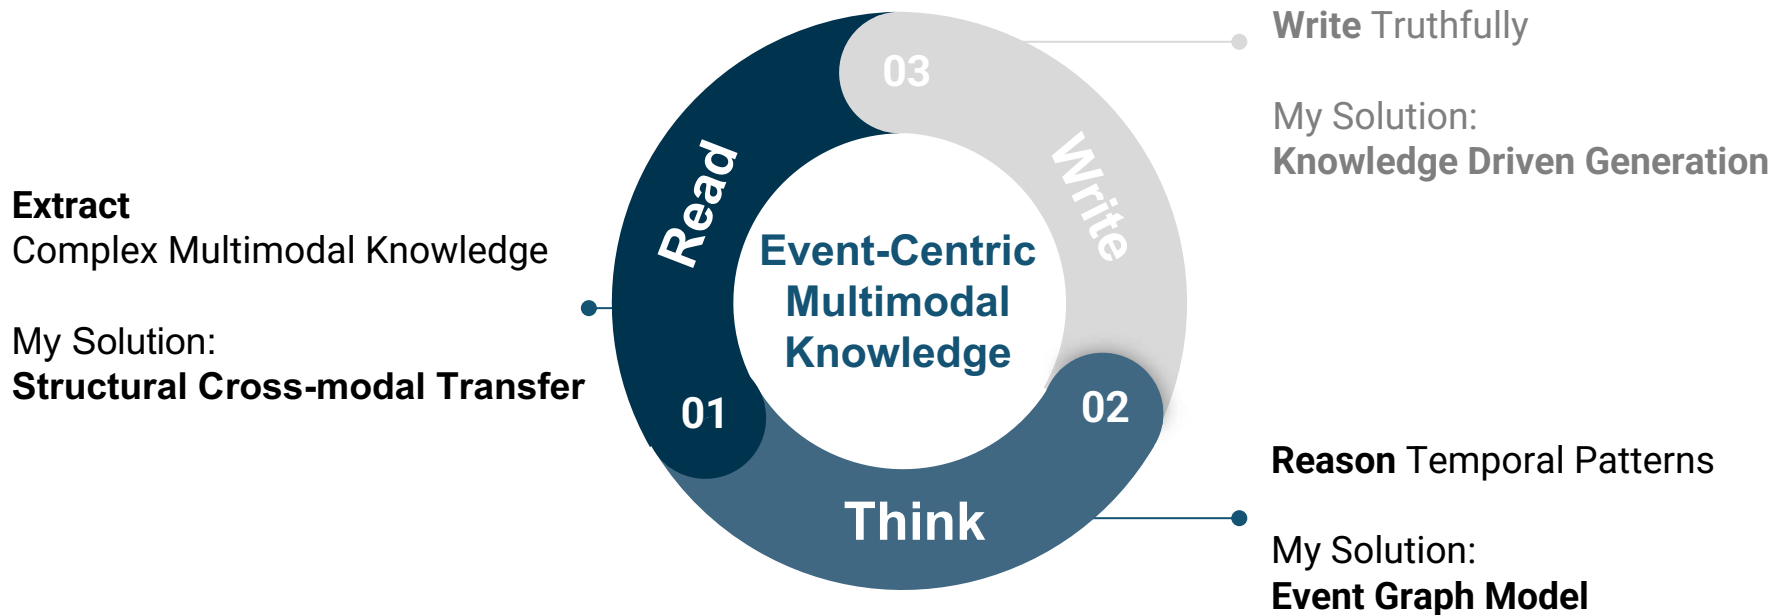 Extract
Complex Multimodal Knowledge
My Solution:
Structural Cross-modal Transfer
Read
01
Event-Centric
Multimodal
Knowledge
03
Write
Write Truthfully
My Solution:
Knowledge Driven Generation
Think
02
Reason Temporal Patterns
My Solution:
Event Graph Model